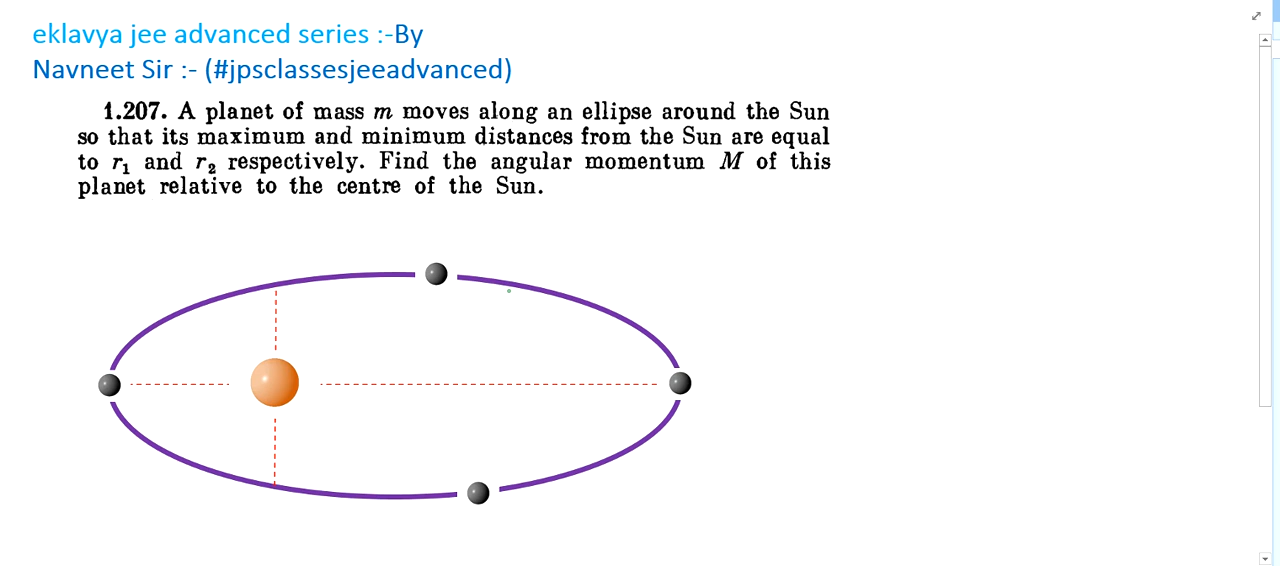 eklavya jee advanced series :-By
Navneet Sir :- (#jpsclassesjeeadvanced)
1.207. A planet of mass m moves along an ellipse around the Sun
so that its maximum and minimum distances from the Sun are equal
to r₁ and r₂ respectively. Find the angular momentum M of this
planet relative to the centre of the Sun.